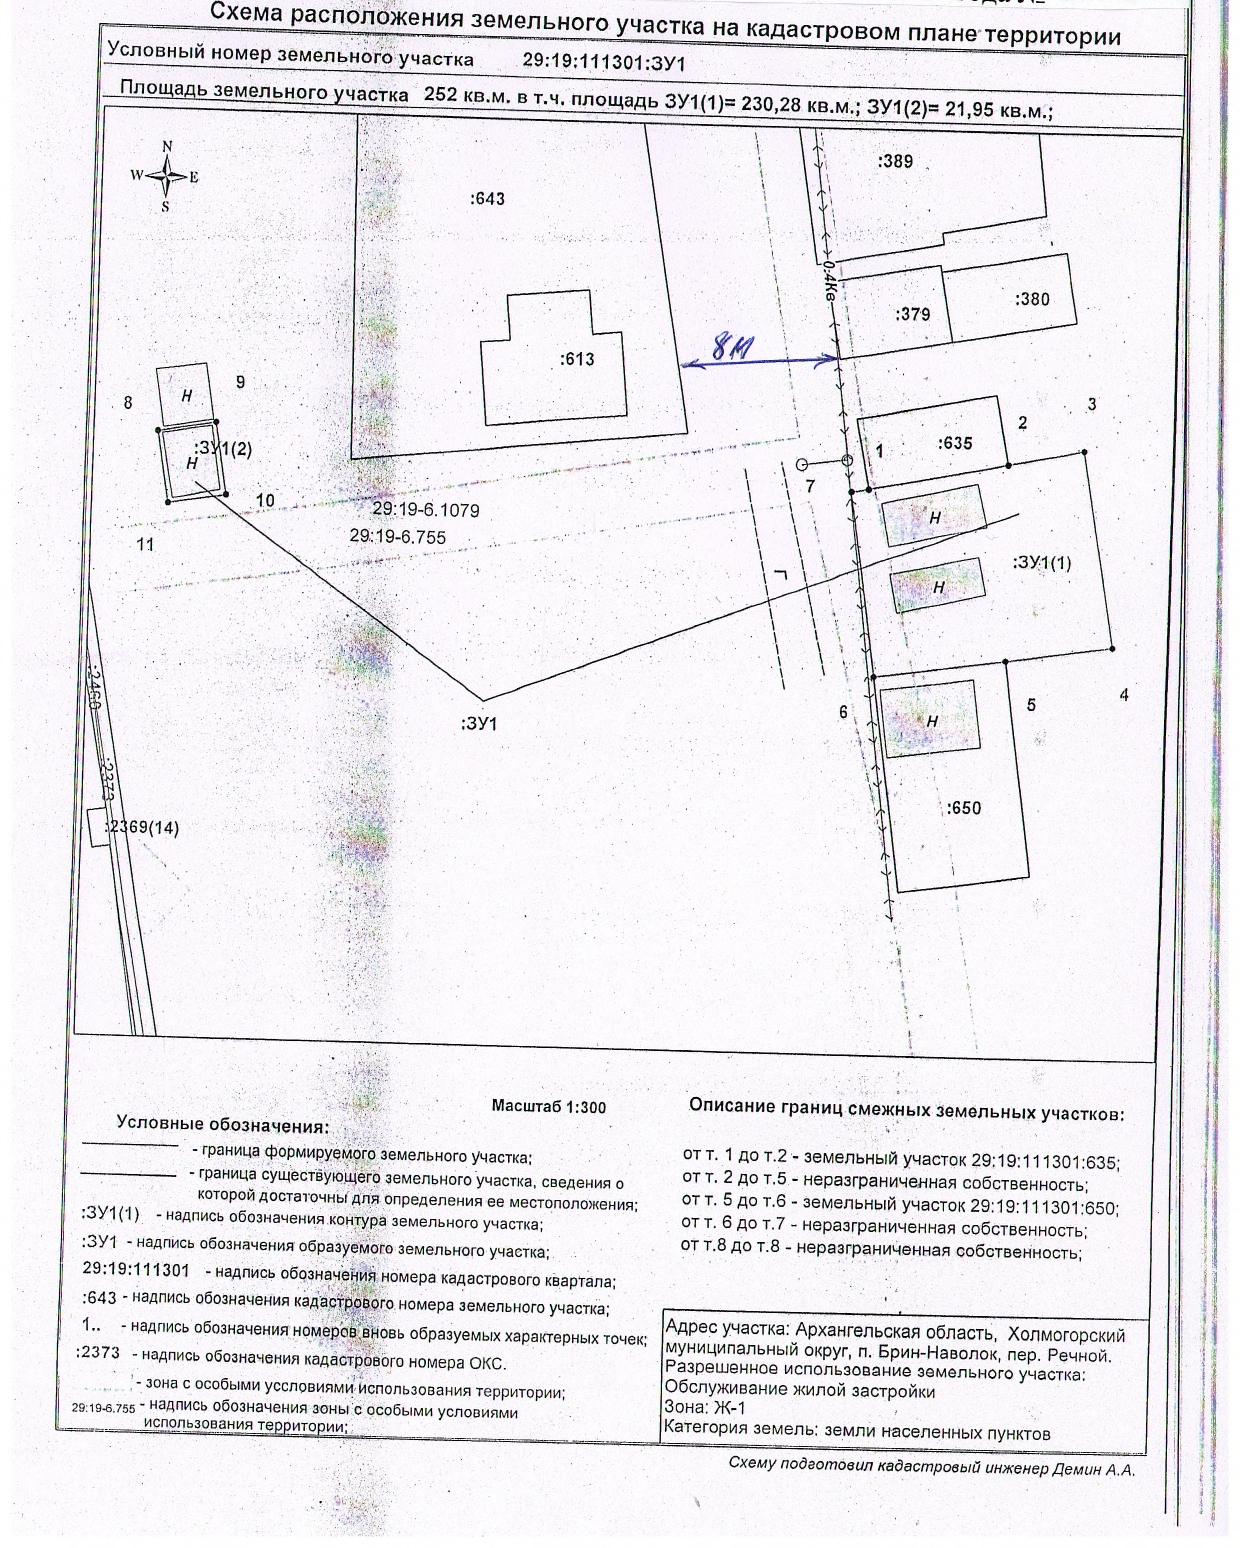 Схема расположения земельного участка на кадастровом плане территории
Условный номер земельного участка 29:19:111301:ЗУ1
Площадь земельного участка 252 кв.м. в т.ч. площадь ЗУ1(1)= 230,28 кв.м.; ЗУ1(2)= 21,95 кв.м.;
N
W E
S
:643
:389
0.4Кв
:379
:380
8м
:613
9
8
Н
:ЗУ1(2)
Н
10
11
3
2
1
:635
7
29:19-6.1079
29:19-6.755
Н
:ЗУ1(1)
Г
Н
:2460
:ЗУ1
6
5
4
Н
:2373
:2369(14)
:650
Масштаб 1:300
Условные обозначения:
- граница формируемого земельного участка;
- граница существующего земельного участка, сведения о
которой достаточны для определения ее местоположения;
:ЗУ1(1) - надпись обозначения контура земельного участка;
:ЗУ1 - надпись обозначения образуемого земельного участка;
29:19:111301 - надпись обозначения номера кадастрового квартала;
:643 - надпись обозначения кадастрового номера земельного участка;
1.. - надпись обозначения номеров вновь образуемых характерных точек;
:2373 - надпись обозначения кадастрового номера ОКС.
- зона с особыми усслoвиями использования территории;
29:19-6.755 - надпись обозначения зоны с особыми условиями
использования территории;
Описание границ смежных земельных участков:
от т. 1 до т.2 - земельный участок 29:19:111301:635;
от т. 2 до т.5 - неразграниченная собственность;
от т. 5 до т.6 - земельный участок 29:19:111301:650;
от т. 6 до т.7 - неразграниченная собственность;
от т.8 до т.8 - неразграниченная собственность;
Адрес участка: Архангельская область, Холмогорский
муниципальный округ, п. Брин-Наволок, пер. Речной.
Разрешенное использование земельного участка:
Обслуживание жилой застройки
Зона: Ж-1
Категория земель: земли населенных пунктов
Схему подготовил кадастровый инженер Демин А.А.